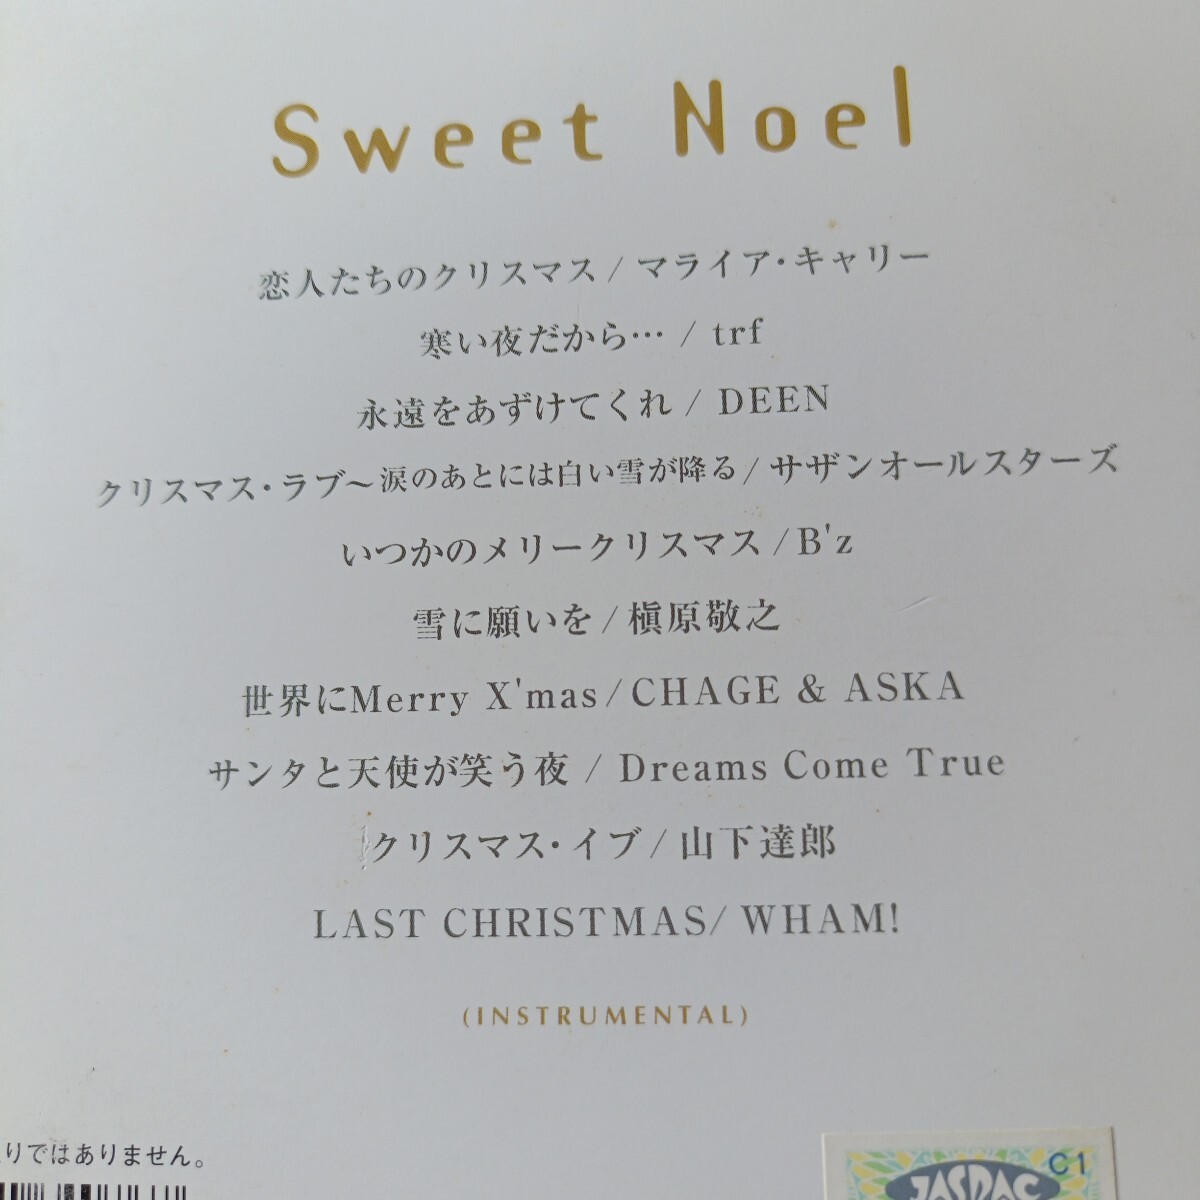 Sweet Noel
恋人たちのクリスマス/マライア・キャリー
寒い夜だから… / trf
永遠をあずけてくれ / DEEN
クリスマス・ラブ～涙のあとには白い雪が降る/サザンオールスターズ
いつかのメリークリスマス/B'z
雪に願いを/槇原敬之
世界にMerry X'mas/CHAGE & ASKA
サンタと天使が笑う夜 / Dreams Come True
クリスマス・イブ/山下達郎
LAST CHRISTMAS/ WHAM!
(INSTRUMENTAL)
りではありません。
C1
JASRAC